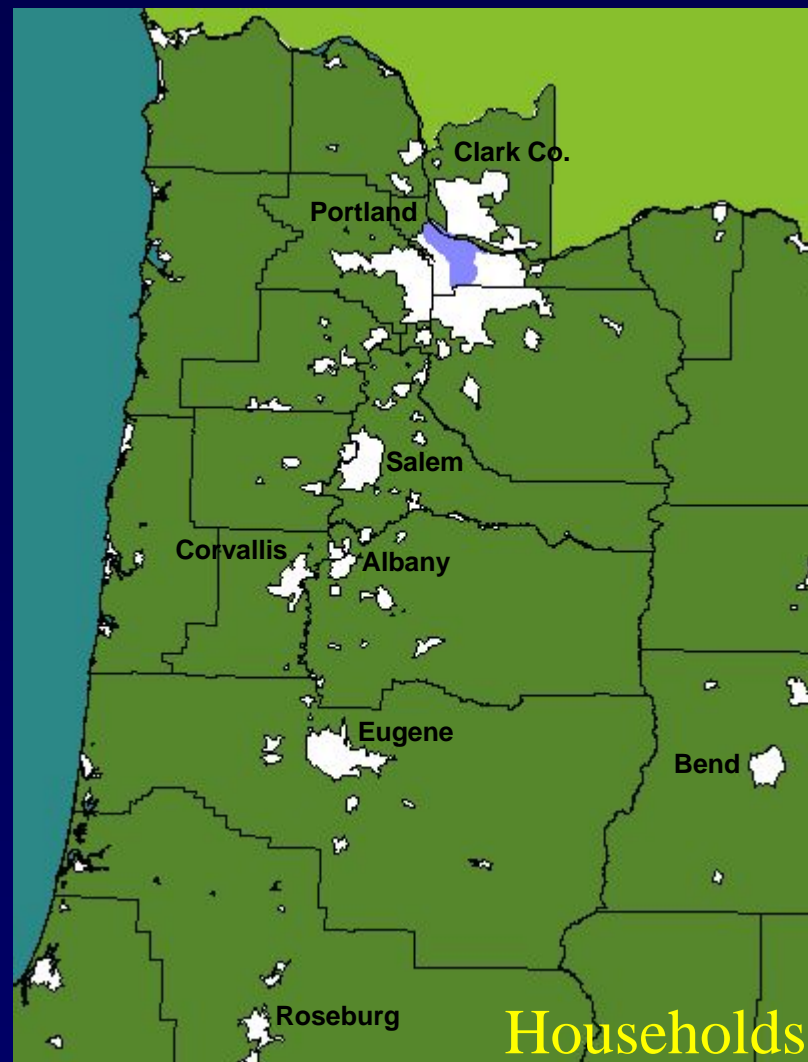 Clark Co.
Portland
Salem
Corvallis
Albany
Eugene
Bend
Roseburg
Households